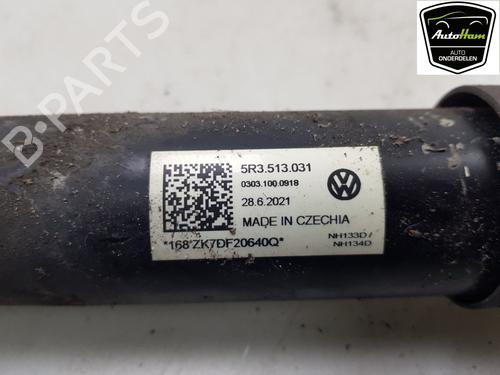 AutoHam
AUTO
ONDERDELEN
B-PARTS
5R3.513.031
0303.100.0918
28.6.2021
MADE IN CZECHIA
*168'ZK7DF20640Q*
NH133D/
NH134D